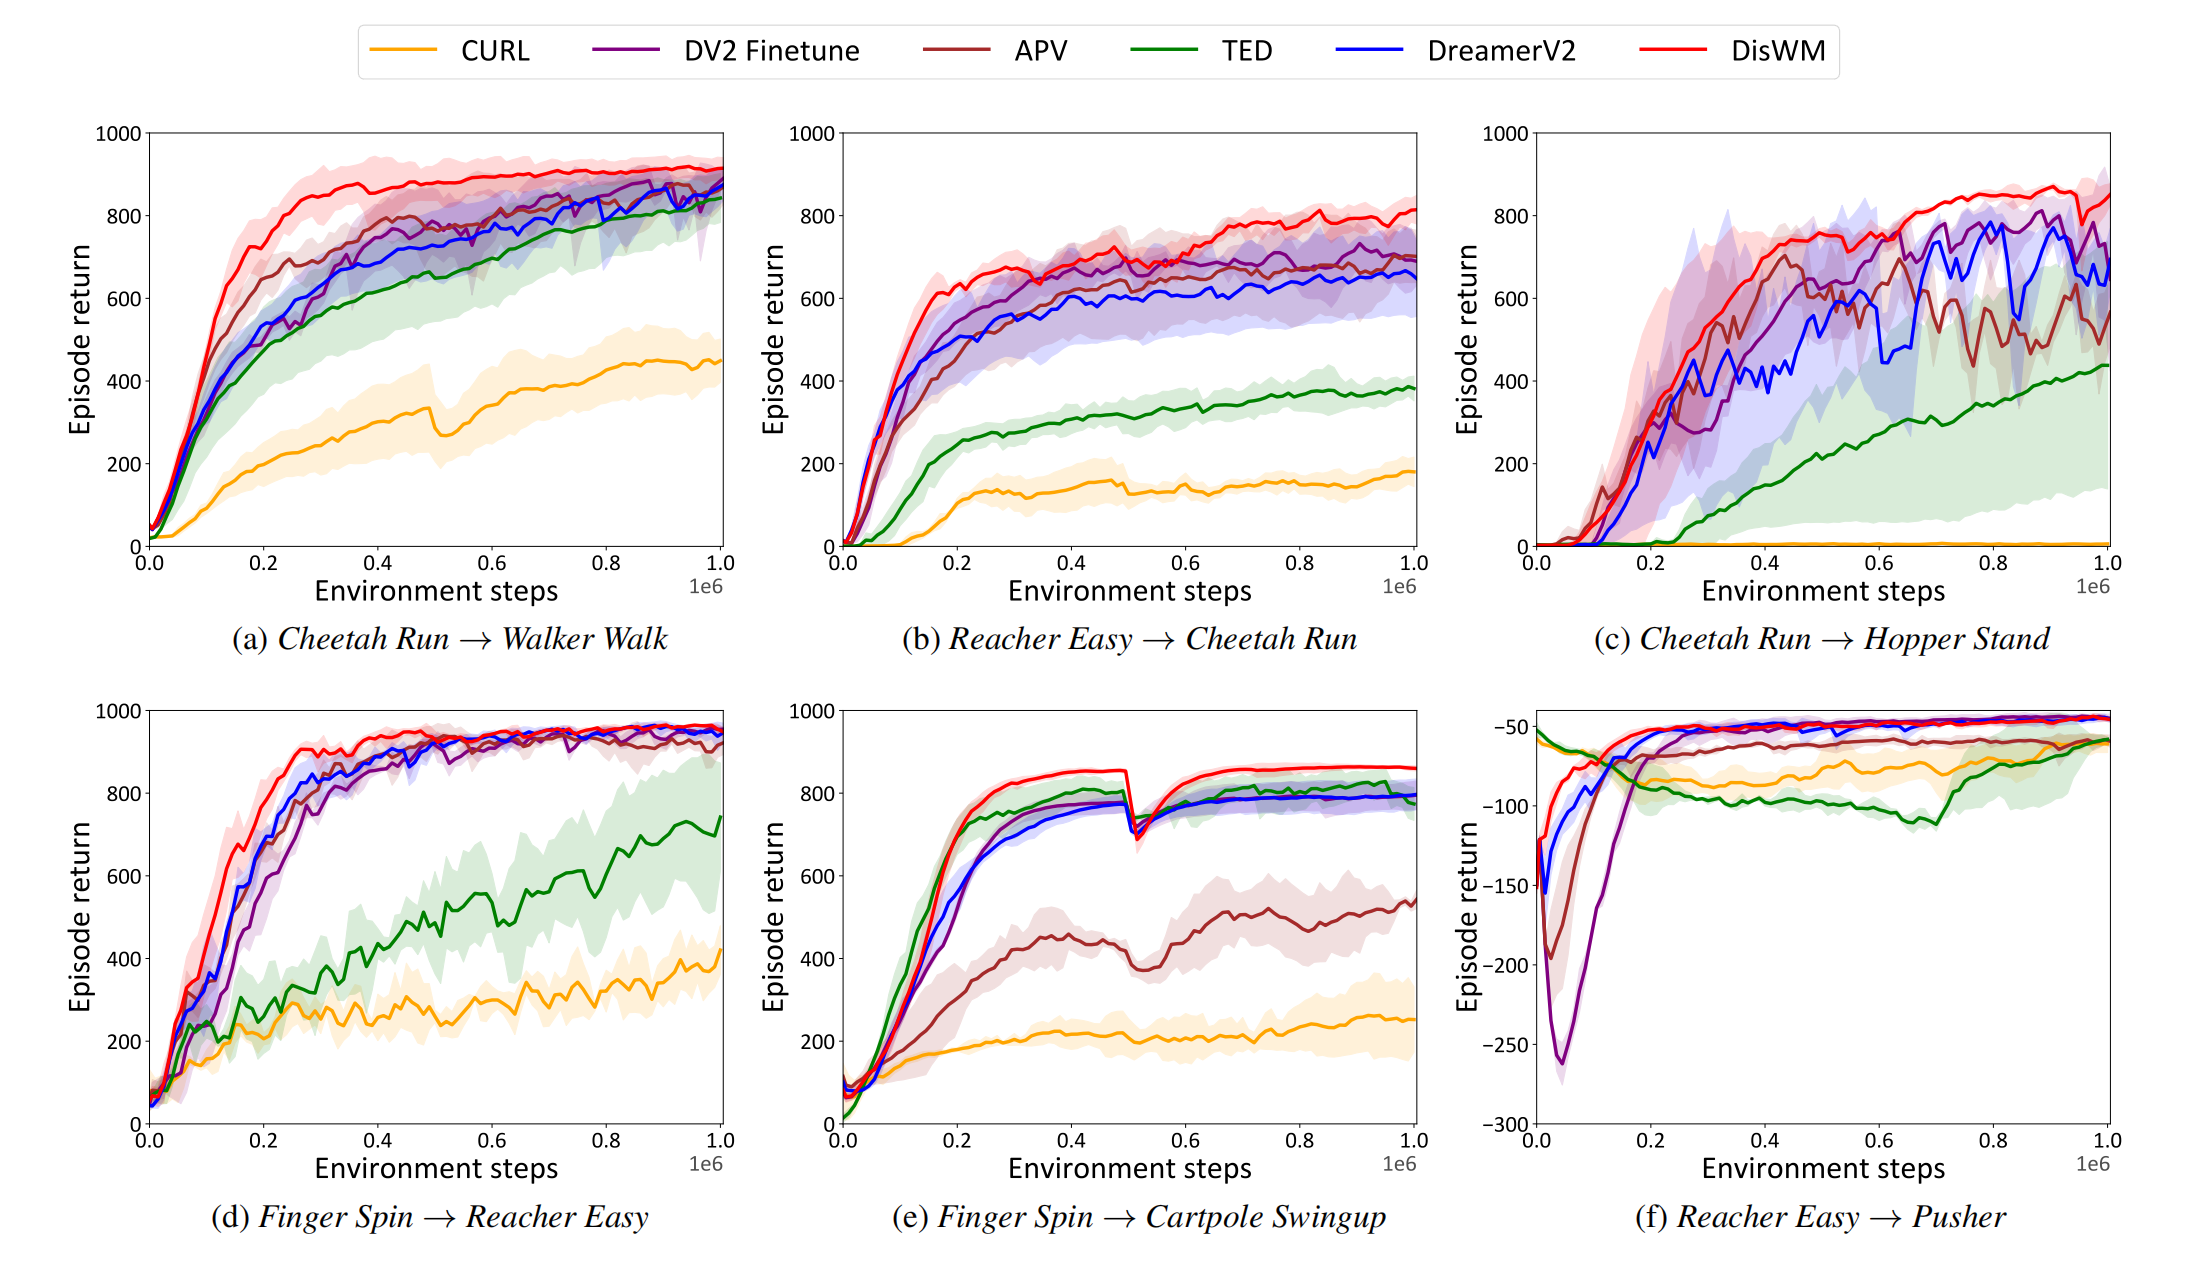 CURL DV2 Finetune APV TED DreamerV2 DisWM
1000
800
600
400
200
0
Episode return
0.0 0.2 0.4 0.6 0.8 1.0
1e6
Environment steps
(a) Cheetah Run → Walker Walk
1000
800
600
400
200
0
Episode return
0.0 0.2 0.4 0.6 0.8 1.0
1e6
Environment steps
(b) Reacher Easy → Cheetah Run
1000
800
600
400
200
0
Episode return
0.0 0.2 0.4 0.6 0.8 1.0
1e6
Environment steps
(c) Cheetah Run → Hopper Stand
1000
800
600
400
200
0
Episode return
0.0 0.2 0.4 0.6 0.8 1.0
1e6
Environment steps
(d) Finger Spin → Reacher Easy
1000
800
600
400
200
0
Episode return
0.0 0.2 0.4 0.6 0.8 1.0
1e6
Environment steps
(e) Finger Spin → Cartpole Swingup
−50
−100
−150
−200
−250
−300
Episode return
0.0 0.2 0.4 0.6 0.8 1.0
1e6
Environment steps
(f) Reacher Easy → Pusher